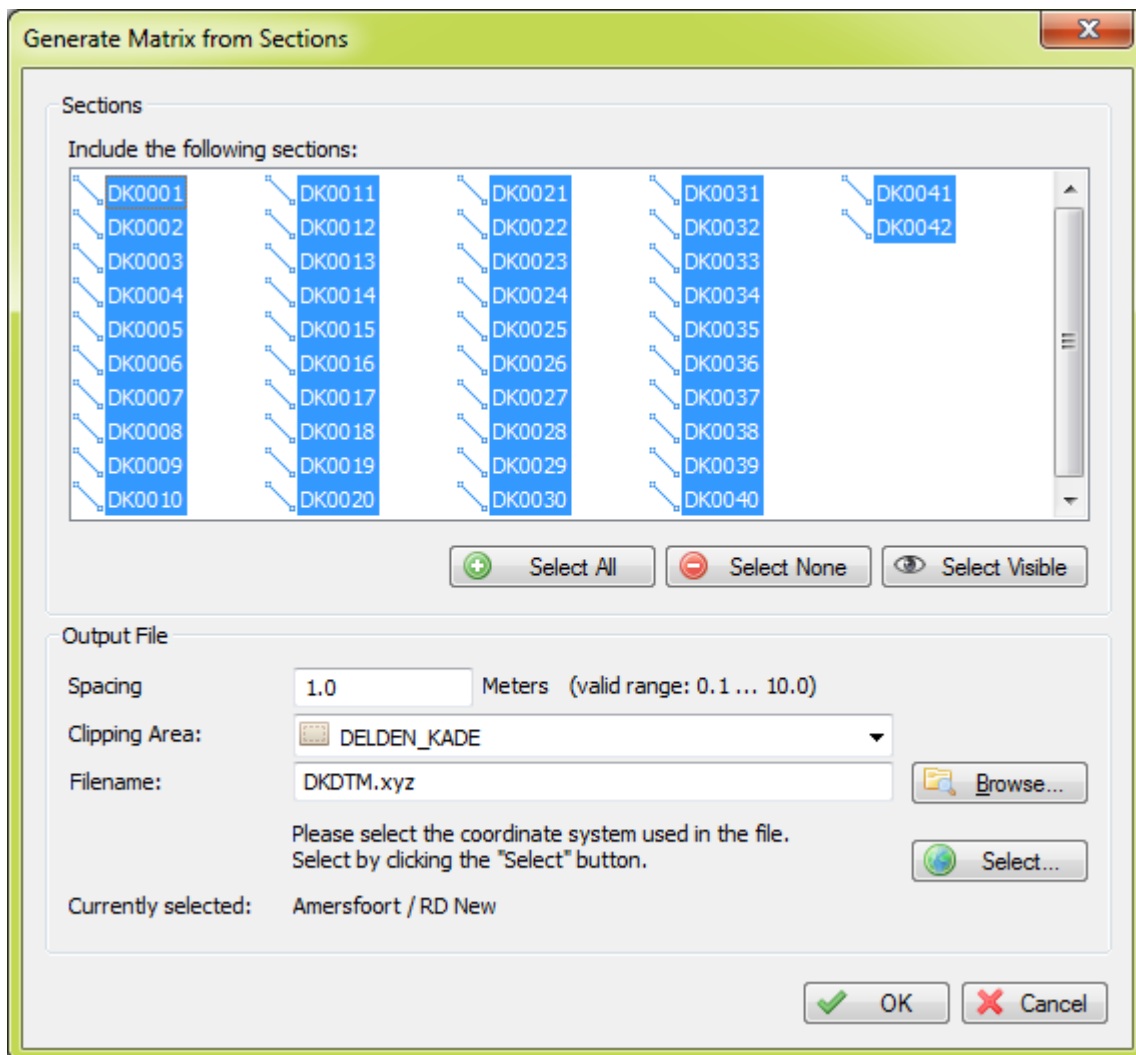 Generate Matrix from Sections
Sections
Include the following sections:
DK0001 DK0011 DK0021 DK0031 DK0041
DK0002 DK0012 DK0022 DK0032 DK0042
DK0003 DK0013 DK0023 DK0033
DK0004 DK0014 DK0024 DK0034
DK0005 DK0015 DK0025 DK0035
DK0006 DK0016 DK0026 DK0036
DK0007 DK0017 DK0027 DK0037
DK0008 DK0018 DK0028 DK0038
DK0009 DK0019 DK0029 DK0039
DK0010 DK0020 DK0030 DK0040
Select All Select None Select Visible
Output File
Spacing 1.0 Meters (valid range: 0.1 ... 10.0)
Clipping Area: DELDEN_KADE
Filename: DKDTM.xyz Browse...
Please select the coordinate system used in the file.
Select by clicking the "Select" button. Select...
Currently selected: Amersfoort / RD New
OK Cancel